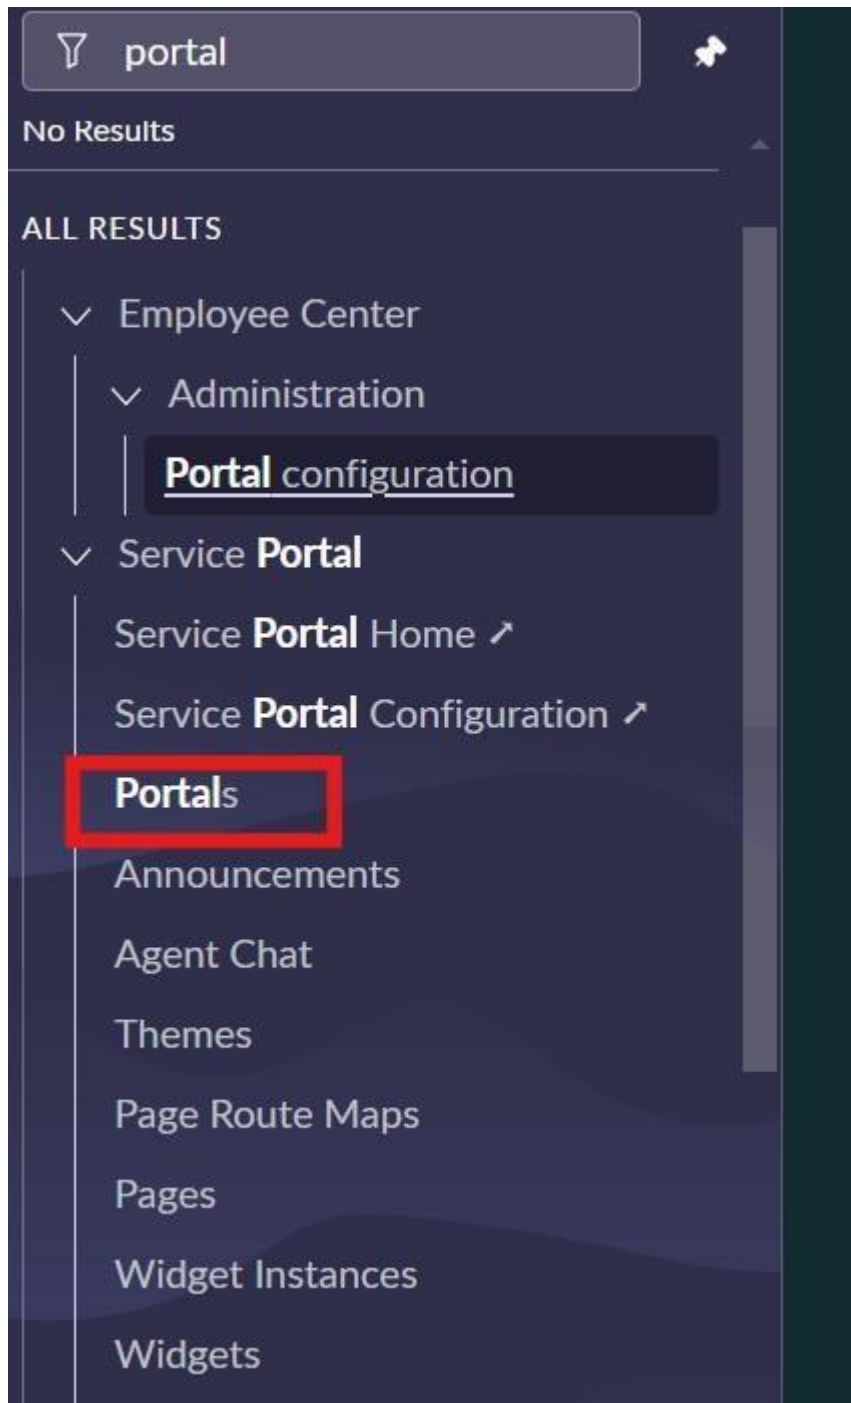 portal
No Results
ALL RESULTS
Employee Center
Administration
Portal configuration
Service Portal
Service Portal Home ↗
Service Portal Configuration ↗
Portals
Announcements
Agent Chat
Themes
Page Route Maps
Pages
Widget Instances
Widgets